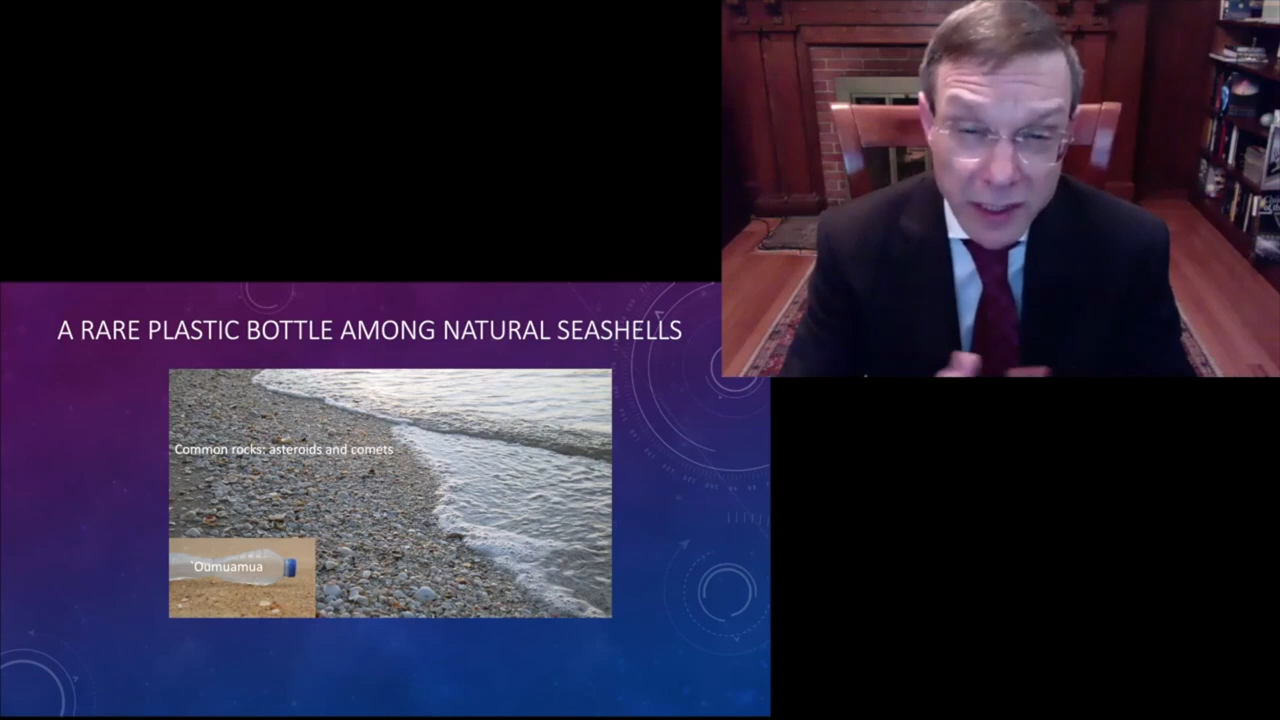 A RARE PLASTIC BOTTLE AMONG NATURAL SEASHELLS
Common rocks: asteroids and comets
`Oumuamua